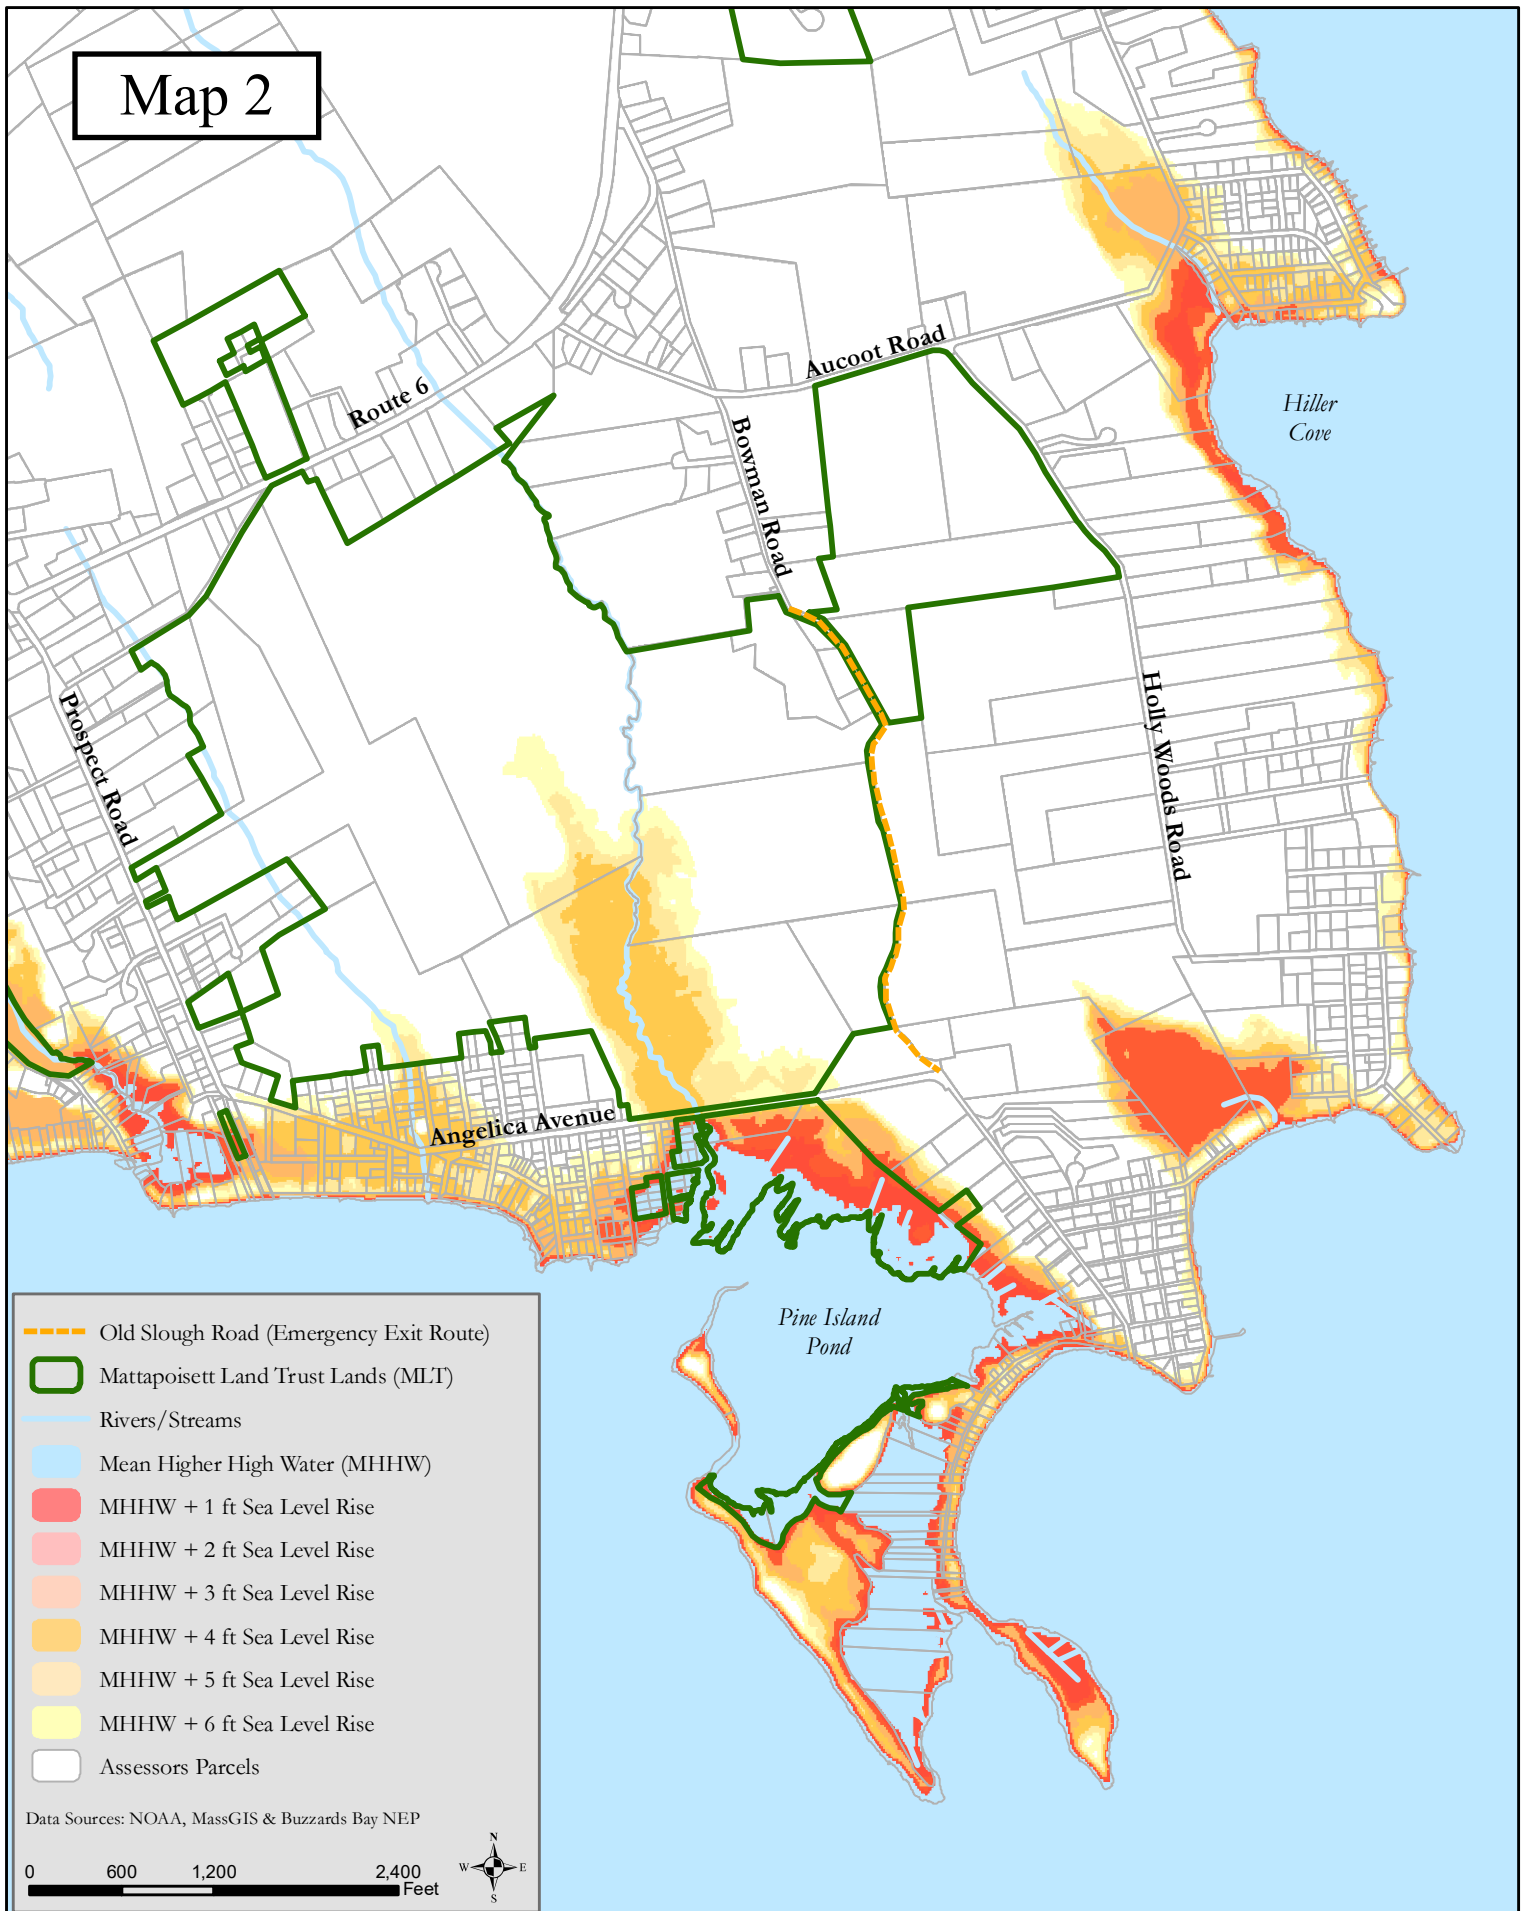 Map 2
Route 6
Aucoot Road
Bowman Road
Hiller
Cove
Prospect Road
Holly Woods Road
Angelica Avenue
Pine Island
Pond
Old Slough Road (Emergency Exit Route)
Mattapoisett Land Trust Lands (MLT)
Rivers/Streams
Mean Higher High Water (MHHW)
MHHW + 1 ft Sea Level Rise
MHHW + 2 ft Sea Level Rise
MHHW + 3 ft Sea Level Rise
MHHW + 4 ft Sea Level Rise
MHHW + 5 ft Sea Level Rise
MHHW + 6 ft Sea Level Rise
Assessors Parcels
Data Sources: NOAA, MassGIS & Buzzards Bay NEP
N
W E
S
0 600 1,200 2,400
Feet